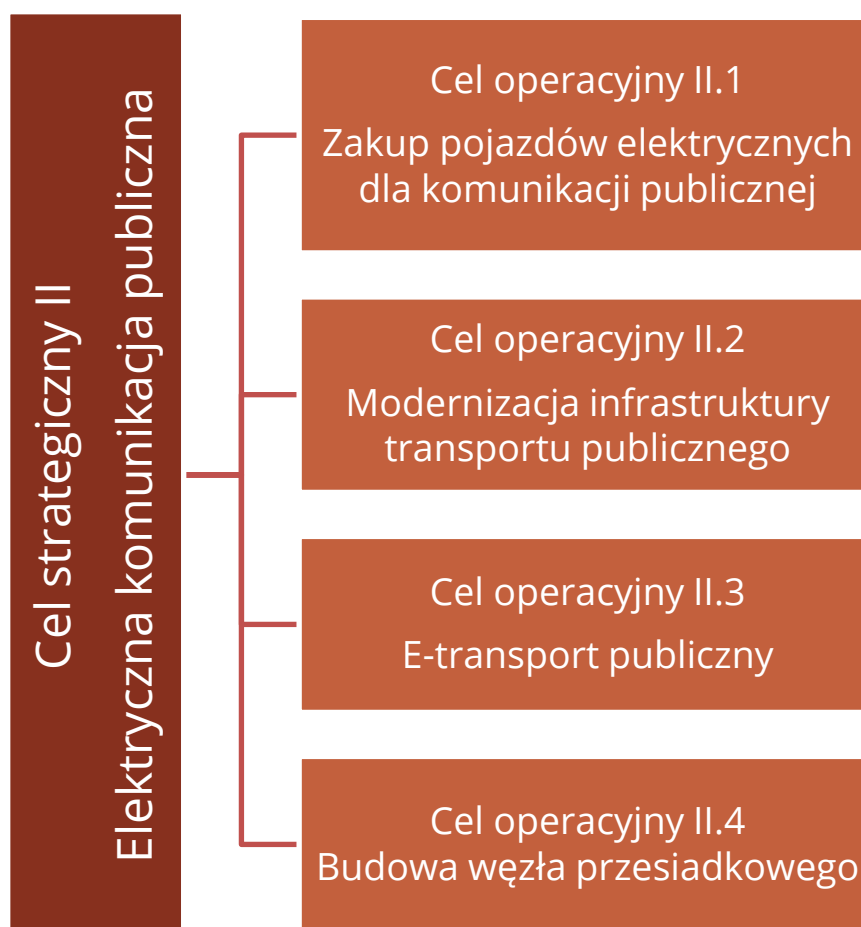 Cel strategiczny II
Elektryczna komunikacja publiczna
Cel operacyjny II.1
Zakup pojazdów elektrycznych
dla komunikacji publicznej
Cel operacyjny II.2
Modernizacja infrastruktury
transportu publicznego
Cel operacyjny II.3
E-transport publiczny
Cel operacyjny II.4
Budowa węzła przesiadkowego